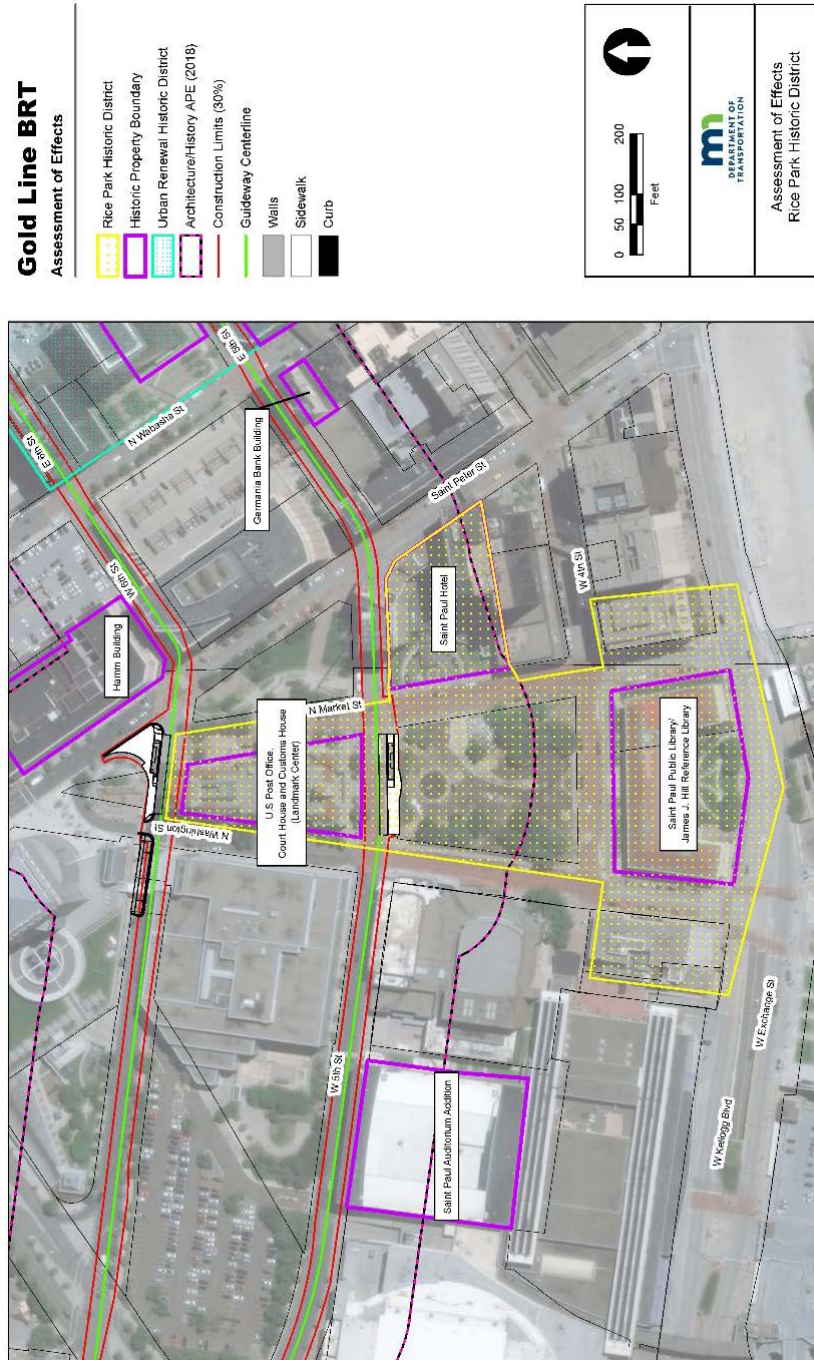 Gold Line BRT
Assessment of Effects
Rice Park Historic District
Historic Property Boundary
Urban Renewal Historic District
Architecture/History APE (2018)
Construction Limits (30%)
Guideway Centerline
Walls
Sidewalk
Curb
0 50 100 200
Feet
mn
DEPARTMENT OF
TRANSPORTATION
Assessment of Effects
Rice Park Historic District
E 6th St
E 5th St
N Wabasha St
Germania Bank Building
W 6th St
Hamm Building
Saint Peter St
Saint Paul Hotel
W 4th St
N Market St
U.S Post Office,
Court House and Customs House
(Landmark Center)
N Washington St
Saint Paul Public Library/
James J. Hill Reference Library
W 5th St
Saint Paul Auditorium Addition
W Exchange St
W Kellogg Blvd